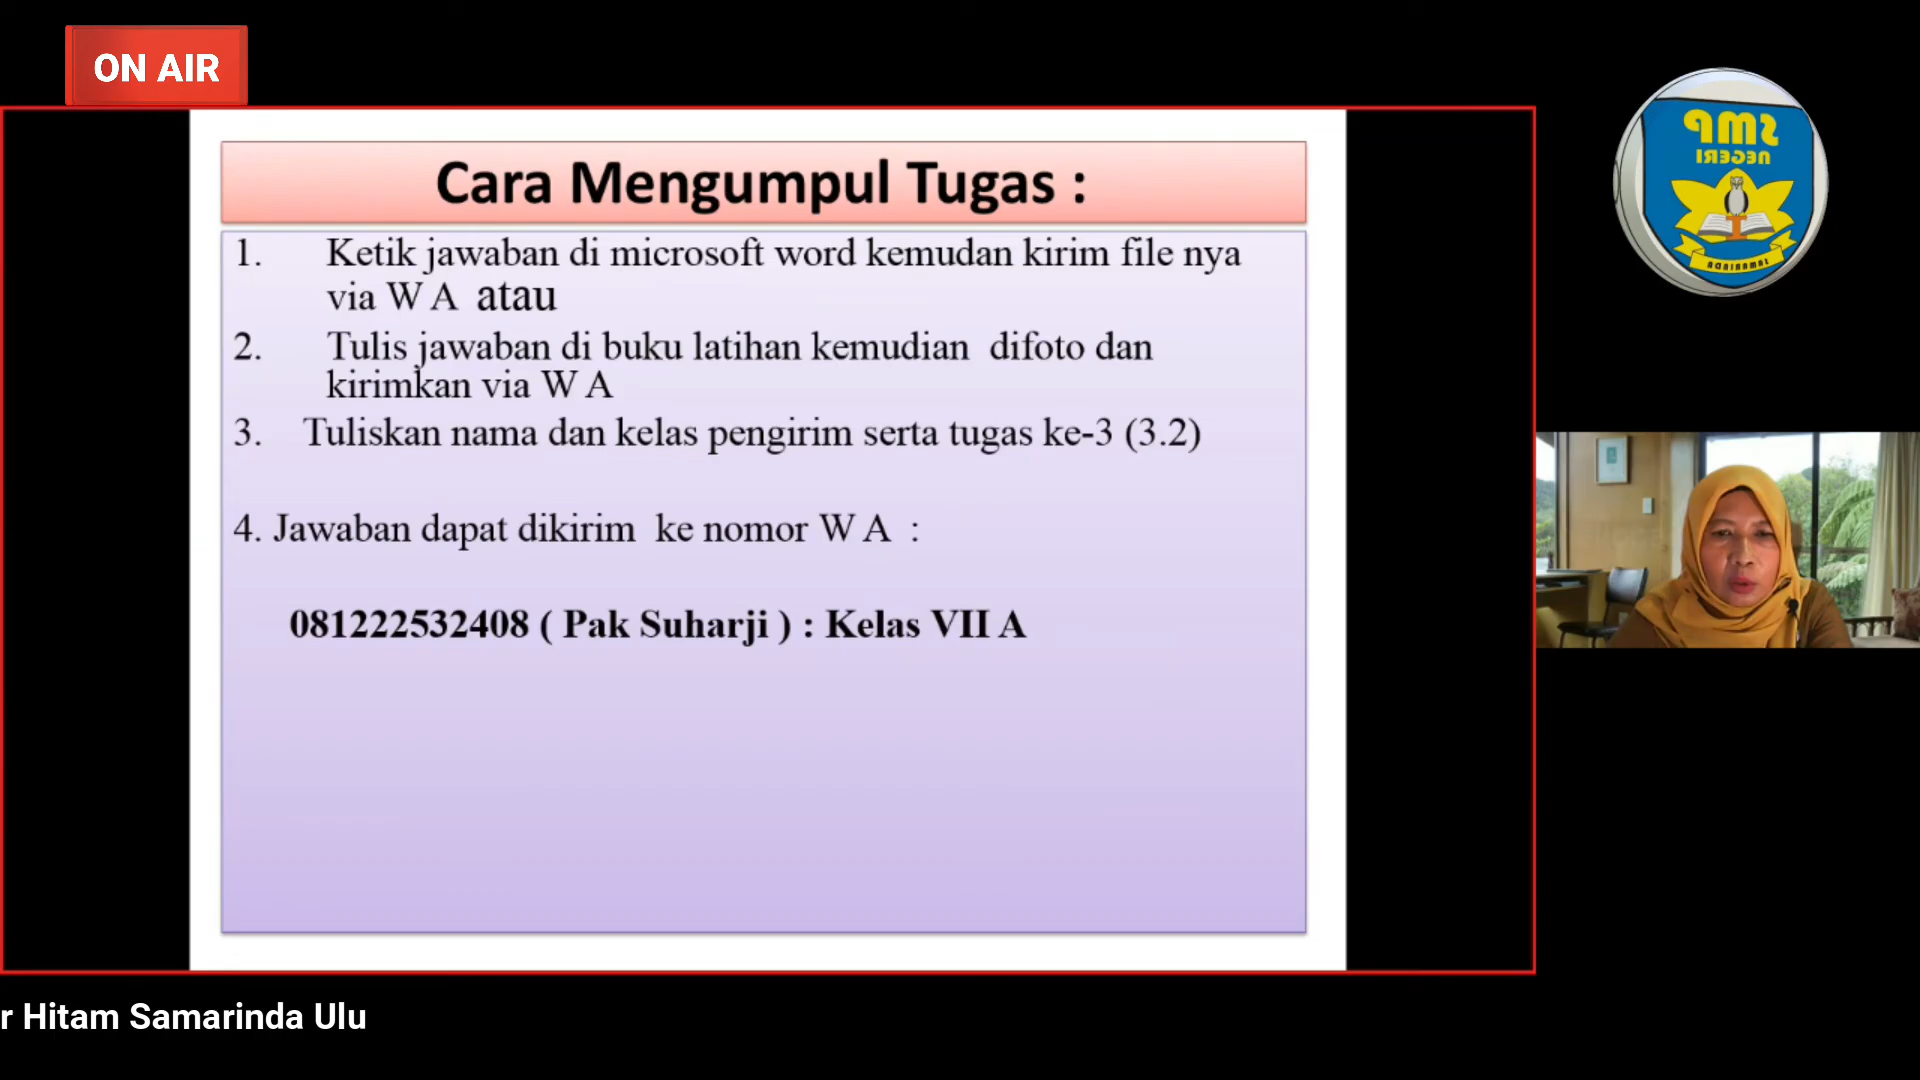 ON AIR
SMP
NEGERI
SAMARINDA
Cara Mengumpul Tugas :
1. Ketik jawaban di microsoft word kemudan kirim file nya
via W A atau
2. Tulis jawaban di buku latihan kemudian difoto dan
kirimkan via W A
3. Tuliskan nama dan kelas pengirim serta tugas ke-3 (3.2)
4. Jawaban dapat dikirim ke nomor W A :
081222532408 ( Pak Suharji ) : Kelas VII A
r Hitam Samarinda Ulu